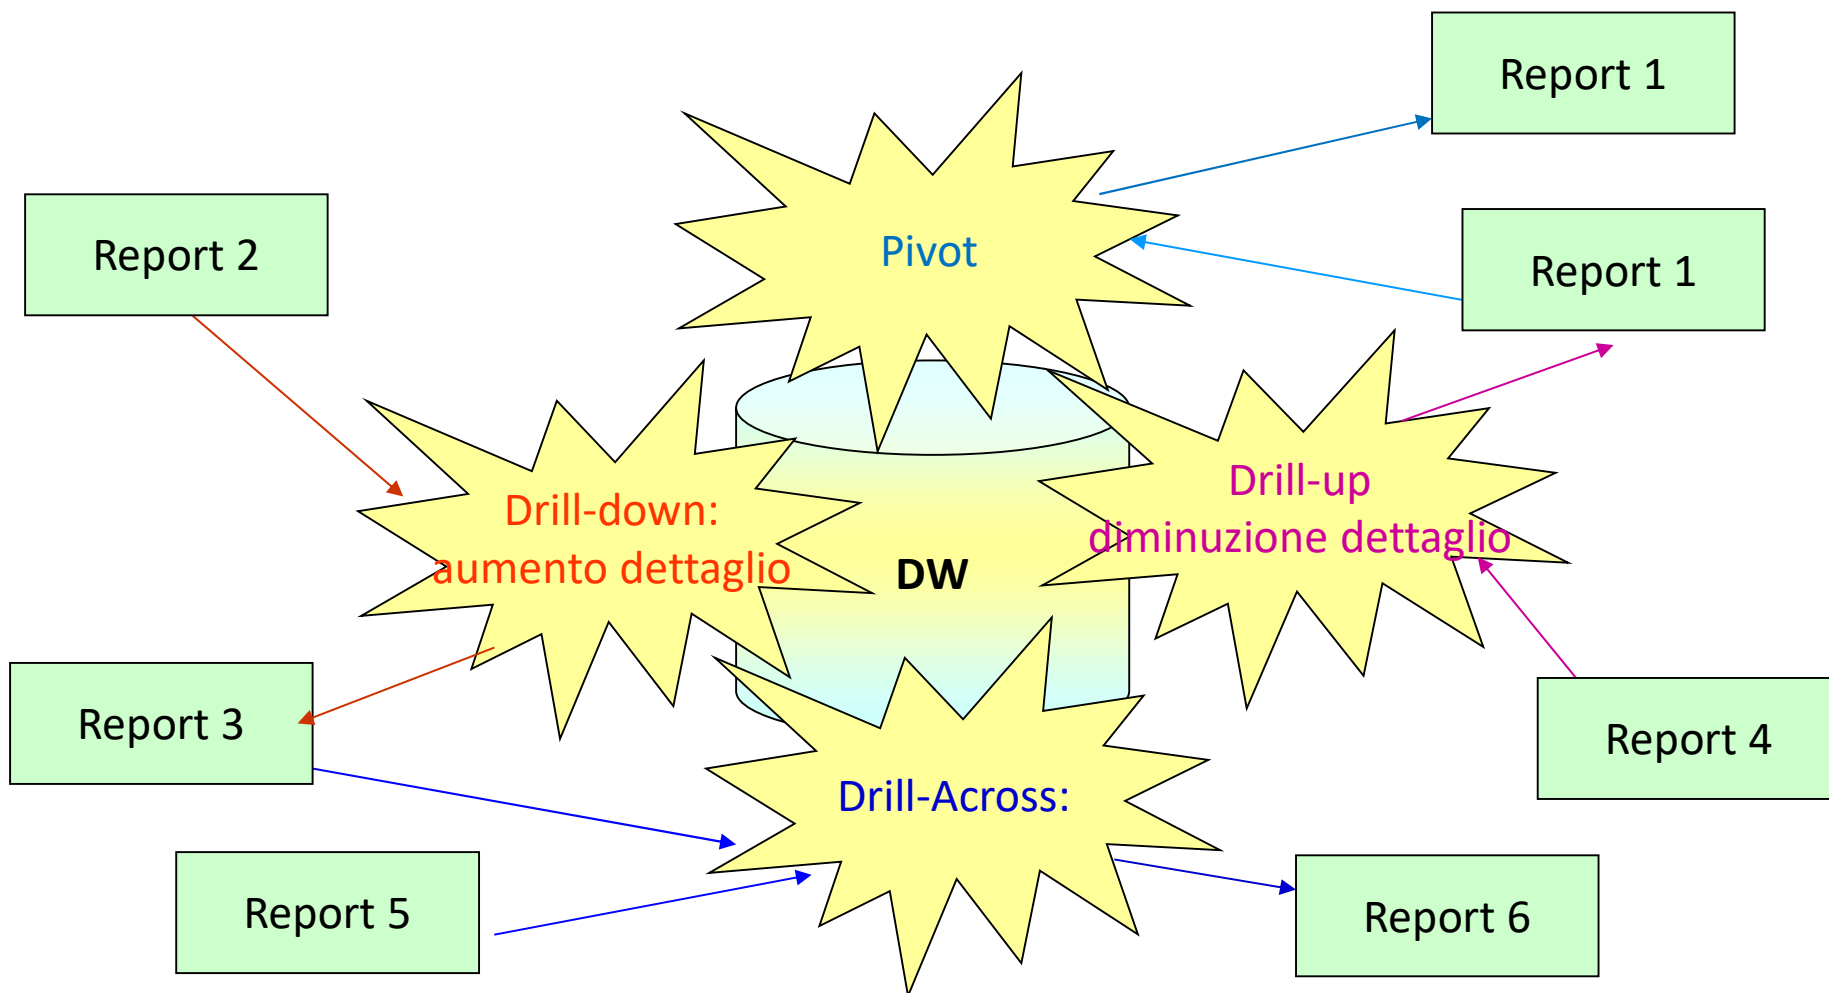 Report 1
Report 2
Pivot
Report 1
Drill-up
diminuzione dettaglio
Drill-down:
aumento dettaglio
DW
Report 3
Report 4
Drill-Across:
Report 5
Report 6